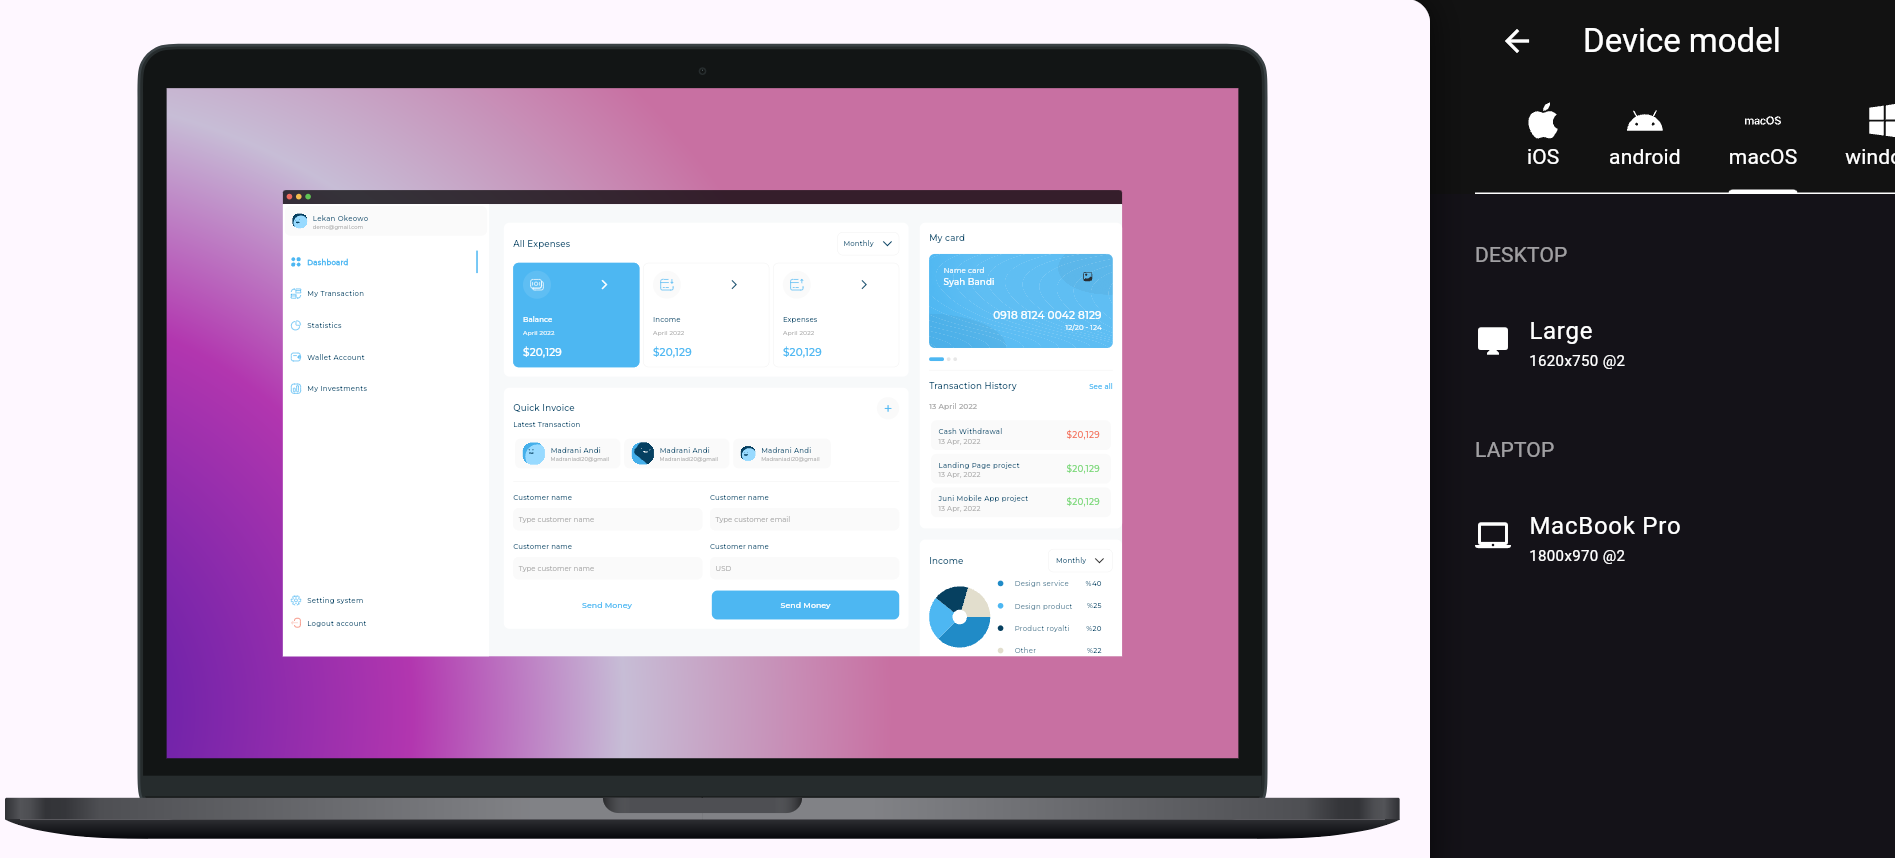 Lekan Okeowo
demo@gmail.com
Dashboard
My Transaction
Statistics
Wallet Account
My Investments
Setting system
Logout account
All Expenses
Monthly
Balance
April 2022
$20,129
Income
April 2022
$20,129
Expenses
April 2022
$20,129
Quick Invoice
+
Latest Transaction
Madrani Andi
Madraniadi20@gmail
Madrani Andi
Madraniadi20@gmail
Madrani Andi
Madraniadi20@gmail
Customer name
Type customer name
Customer name
Type customer email
Customer name
Type customer name
Customer name
USD
Send Money
Send Money
My card
Name card
Syah Bandi
0918 8124 0042 8129
12/20 - 124
Transaction History
See all
13 April 2022
Cash Withdrawal
13 Apr, 2022
$20,129
Landing Page project
13 Apr, 2022
$20,129
Juni Mobile App project
13 Apr, 2022
$20,129
Income
Monthly
Design service %40
Design product %25
Product royalti %20
Other %22
Device model
macOS
iOS
android
macOS
windo
DESKTOP
Large
1620x750 @2
LAPTOP
MacBook Pro
1800x970 @2